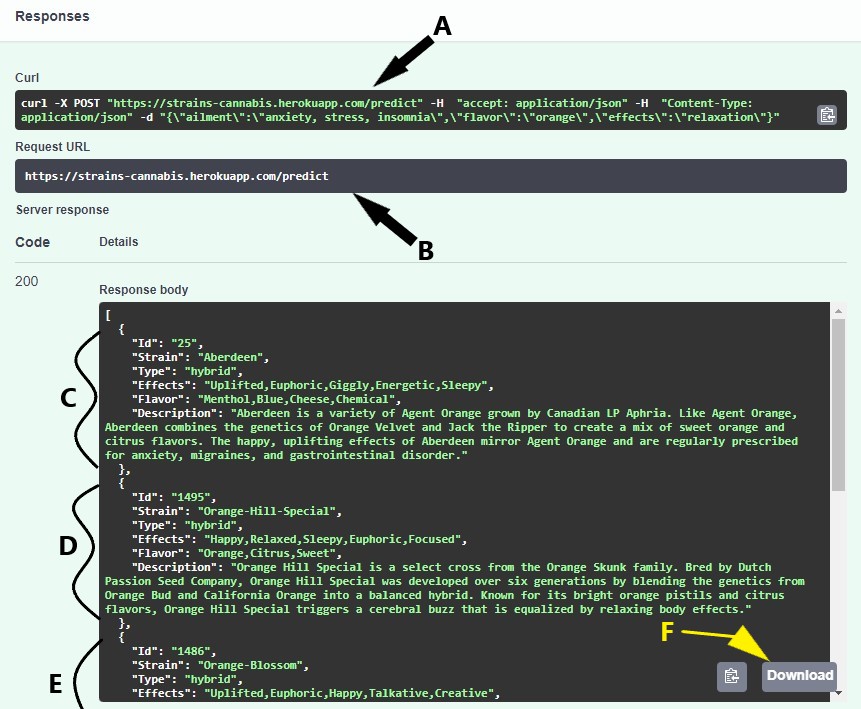 Responses
A
Curl
curl -X POST "https://strains-cannabis.herokuapp.com/predict" -H  "accept: application/json" -H  "Content-Type:
application/json" -d "{\"ailment\":\"anxiety, stress, insomnia\",\"flavor\":\"orange\",\"effects\":\"relaxation\"}"
Request URL
https://strains-cannabis.herokuapp.com/predict
Server response
B
Code Details
200
Response body
[
  {
    "Id": "25",
    "Strain": "Aberdeen",
    "Type": "hybrid",
    "Effects": "Uplifted,Euphoric,Giggly,Energetic,Sleepy",
C
    "Flavor": "Menthol,Blue,Cheese,Chemical",
    "Description": "Aberdeen is a variety of Agent Orange grown by Canadian LP Aphria. Like Agent Orange,
Aberdeen combines the genetics of Orange Velvet and Jack the Ripper to create a mix of sweet orange and
citrus flavors. The happy, uplifting effects of Aberdeen mirror Agent Orange and are regularly prescribed
for anxiety, migraines, and gastrointestinal disorder."
  },
  {
    "Id": "1495",
    "Strain": "Orange-Hill-Special",
    "Type": "hybrid",
    "Effects": "Happy,Relaxed,Sleepy,Euphoric,Focused",
D
    "Flavor": "Orange,Citrus,Sweet",
    "Description": "Orange Hill Special is a select cross from the Orange Skunk family. Bred by Dutch
Passion Seed Company, Orange Hill Special was developed over six generations by blending the genetics from
Orange Bud and California Orange into a balanced hybrid. Known for its bright orange pistils and citrus
flavors, Orange Hill Special triggers a cerebral buzz that is equalized by relaxing body effects."
  },
  {
F
    "Id": "1486",
    "Strain": "Orange-Blossom",
    "Type": "hybrid",
E
    "Effects": "Uplifted,Euphoric,Happy,Talkative,Creative",
Download